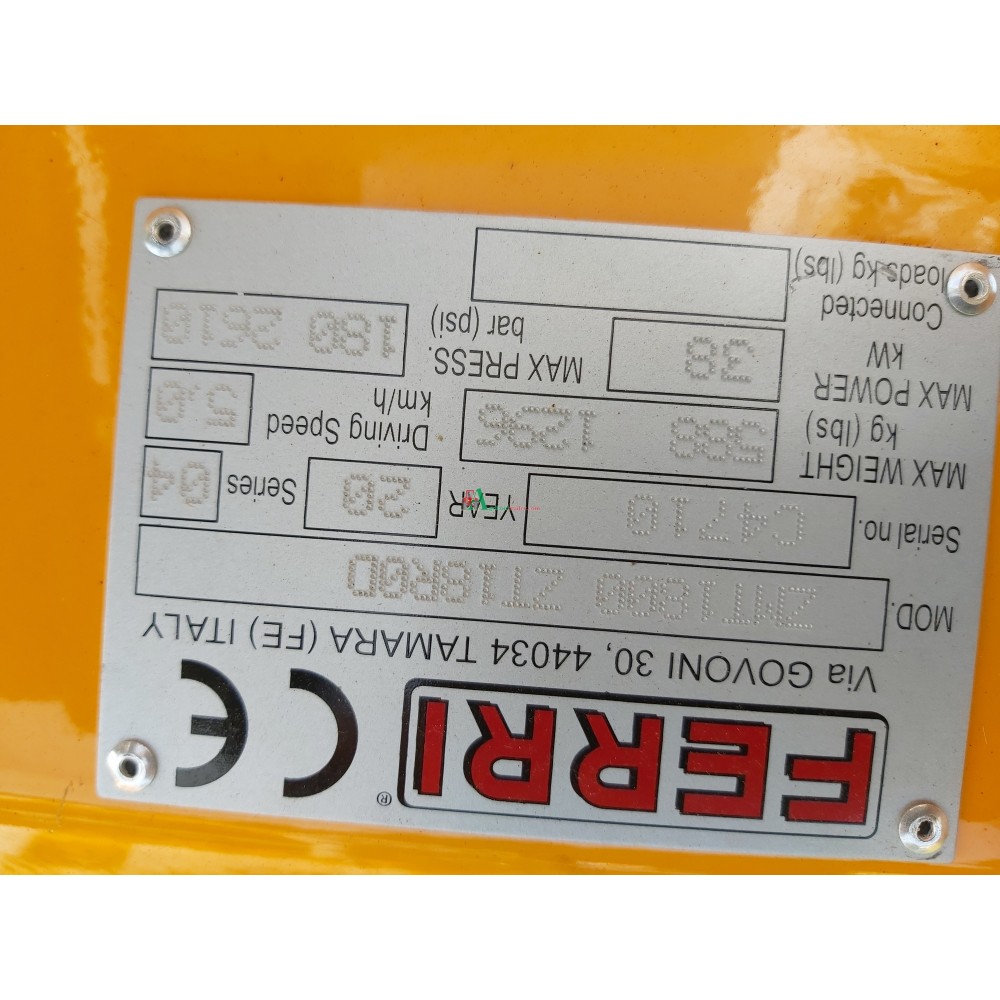 FERRI ® CE
Via GOVONI 30, 44034 TAMARA (FE) ITALY
MOD. ZMT1800 ZT18R0D
Serial no. C4710 YEAR 20 Series 04
MAX WEIGHT kg (lbs) 588 1296 Driving Speed km/h 5,0
MAX POWER kW 38 MAX PRESS. bar (psi) 180 2610
Connected loads kg (lbs)